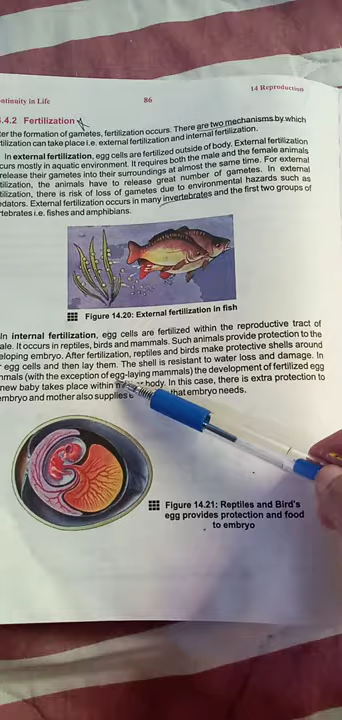 ontinuity in Life 86 14 Reproduction
.4.2 Fertilization
ter the formation of gametes, fertilization occurs. There are two mechanisms by which
tilization can take place i.e. external fertilization and internal fertilization.
In external fertilization, egg cells are fertilized outside of body. External fertilization
curs mostly in aquatic environment. It requires both the male and the female animals
release their gametes into their surroundings at almost the same time. For external
tilization, the animals have to release great number of gametes. In external
tilization, there is risk of loss of gametes due to environmental hazards such as
edators. External fertilization occurs in many invertebrates and the first two groups of
rtebrates i.e. fishes and amphibians.
Figure 14.20: External fertilization in fish
In internal fertilization, egg cells are fertilized within the reproductive tract of
ale. It occurs in reptiles, birds and mammals. Such animals provide protection to the
eloping embryo. After fertilization, reptiles and birds make protective shells around
r egg cells and then lay them. The shell is resistant to water loss and damage. In
mmals (with the exception of egg-laying mammals) the development of fertilized egg
new baby takes place within body. In this case, there is extra protection to
embryo and mother also supplies that embryo needs.
Figure 14.21: Reptiles and Bird's
egg provides protection and food
to embryo